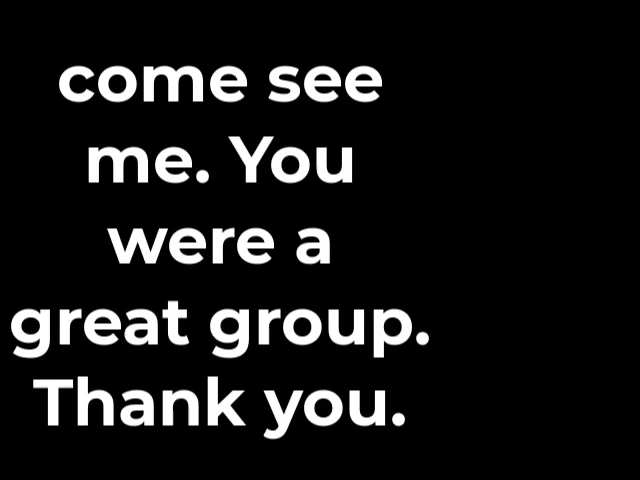 come see
me. You
were a
great group.
Thank you.